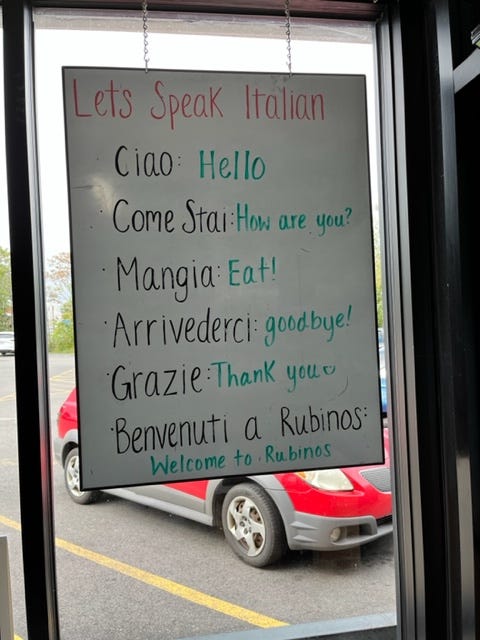 Lets Speak Italian
· Ciao: Hello
· Come Stai: How are you?
· Mangia: Eat!
· Arrivederci: goodbye!
· Grazie: Thank you
· Benvenuti a Rubinos:
Welcome to Rubinos